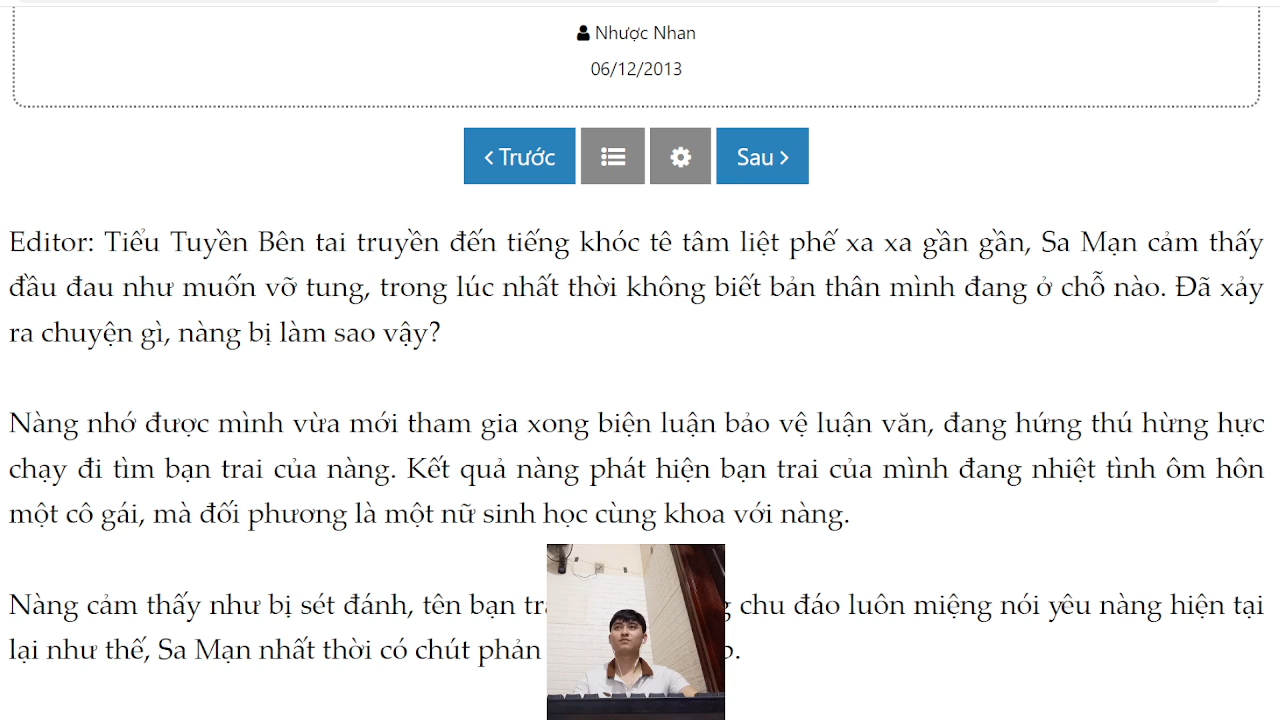 Nhược Nhan
06/12/2013
Trước
Sau
Editor: Tiểu Tuyền Bên tai truyền đến tiếng khóc tê tâm liệt phế xa xa gần gần, Sa Mạn cảm thấy
đầu đau như muốn vỡ tung, trong lúc nhất thời không biết bản thân mình đang ở chỗ nào. Đã xảy
ra chuyện gì, nàng bị làm sao vậy?
Nàng nhớ được mình vừa mới tham gia xong biện luận bảo vệ luận văn, đang hứng thú hừng hực
chạy đi tìm bạn trai của nàng. Kết quả nàng phát hiện bạn trai của mình đang nhiệt tình ôm hôn
một cô gái, mà đối phương là một nữ sinh học cùng khoa với nàng.
Nàng cảm thấy như bị sét đánh, tên bạn chu đáo luôn miệng nói yêu nàng hiện tại
lại như thế, Sa Mạn nhất thời có chút phản